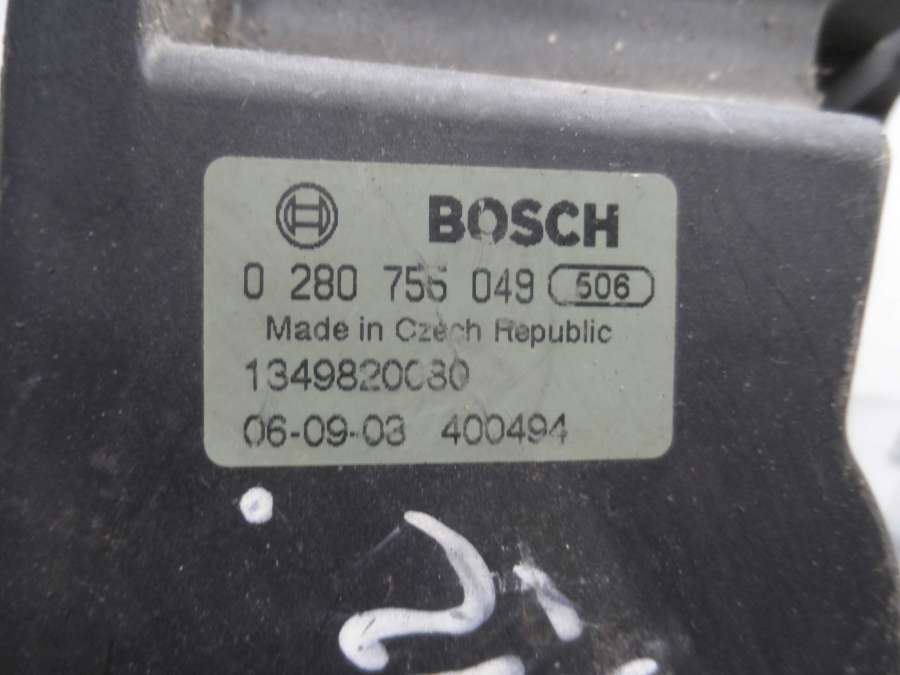 BOSCH
0 280 755 049 506
Made in Czech Republic
1349820080
06-09-03 400494